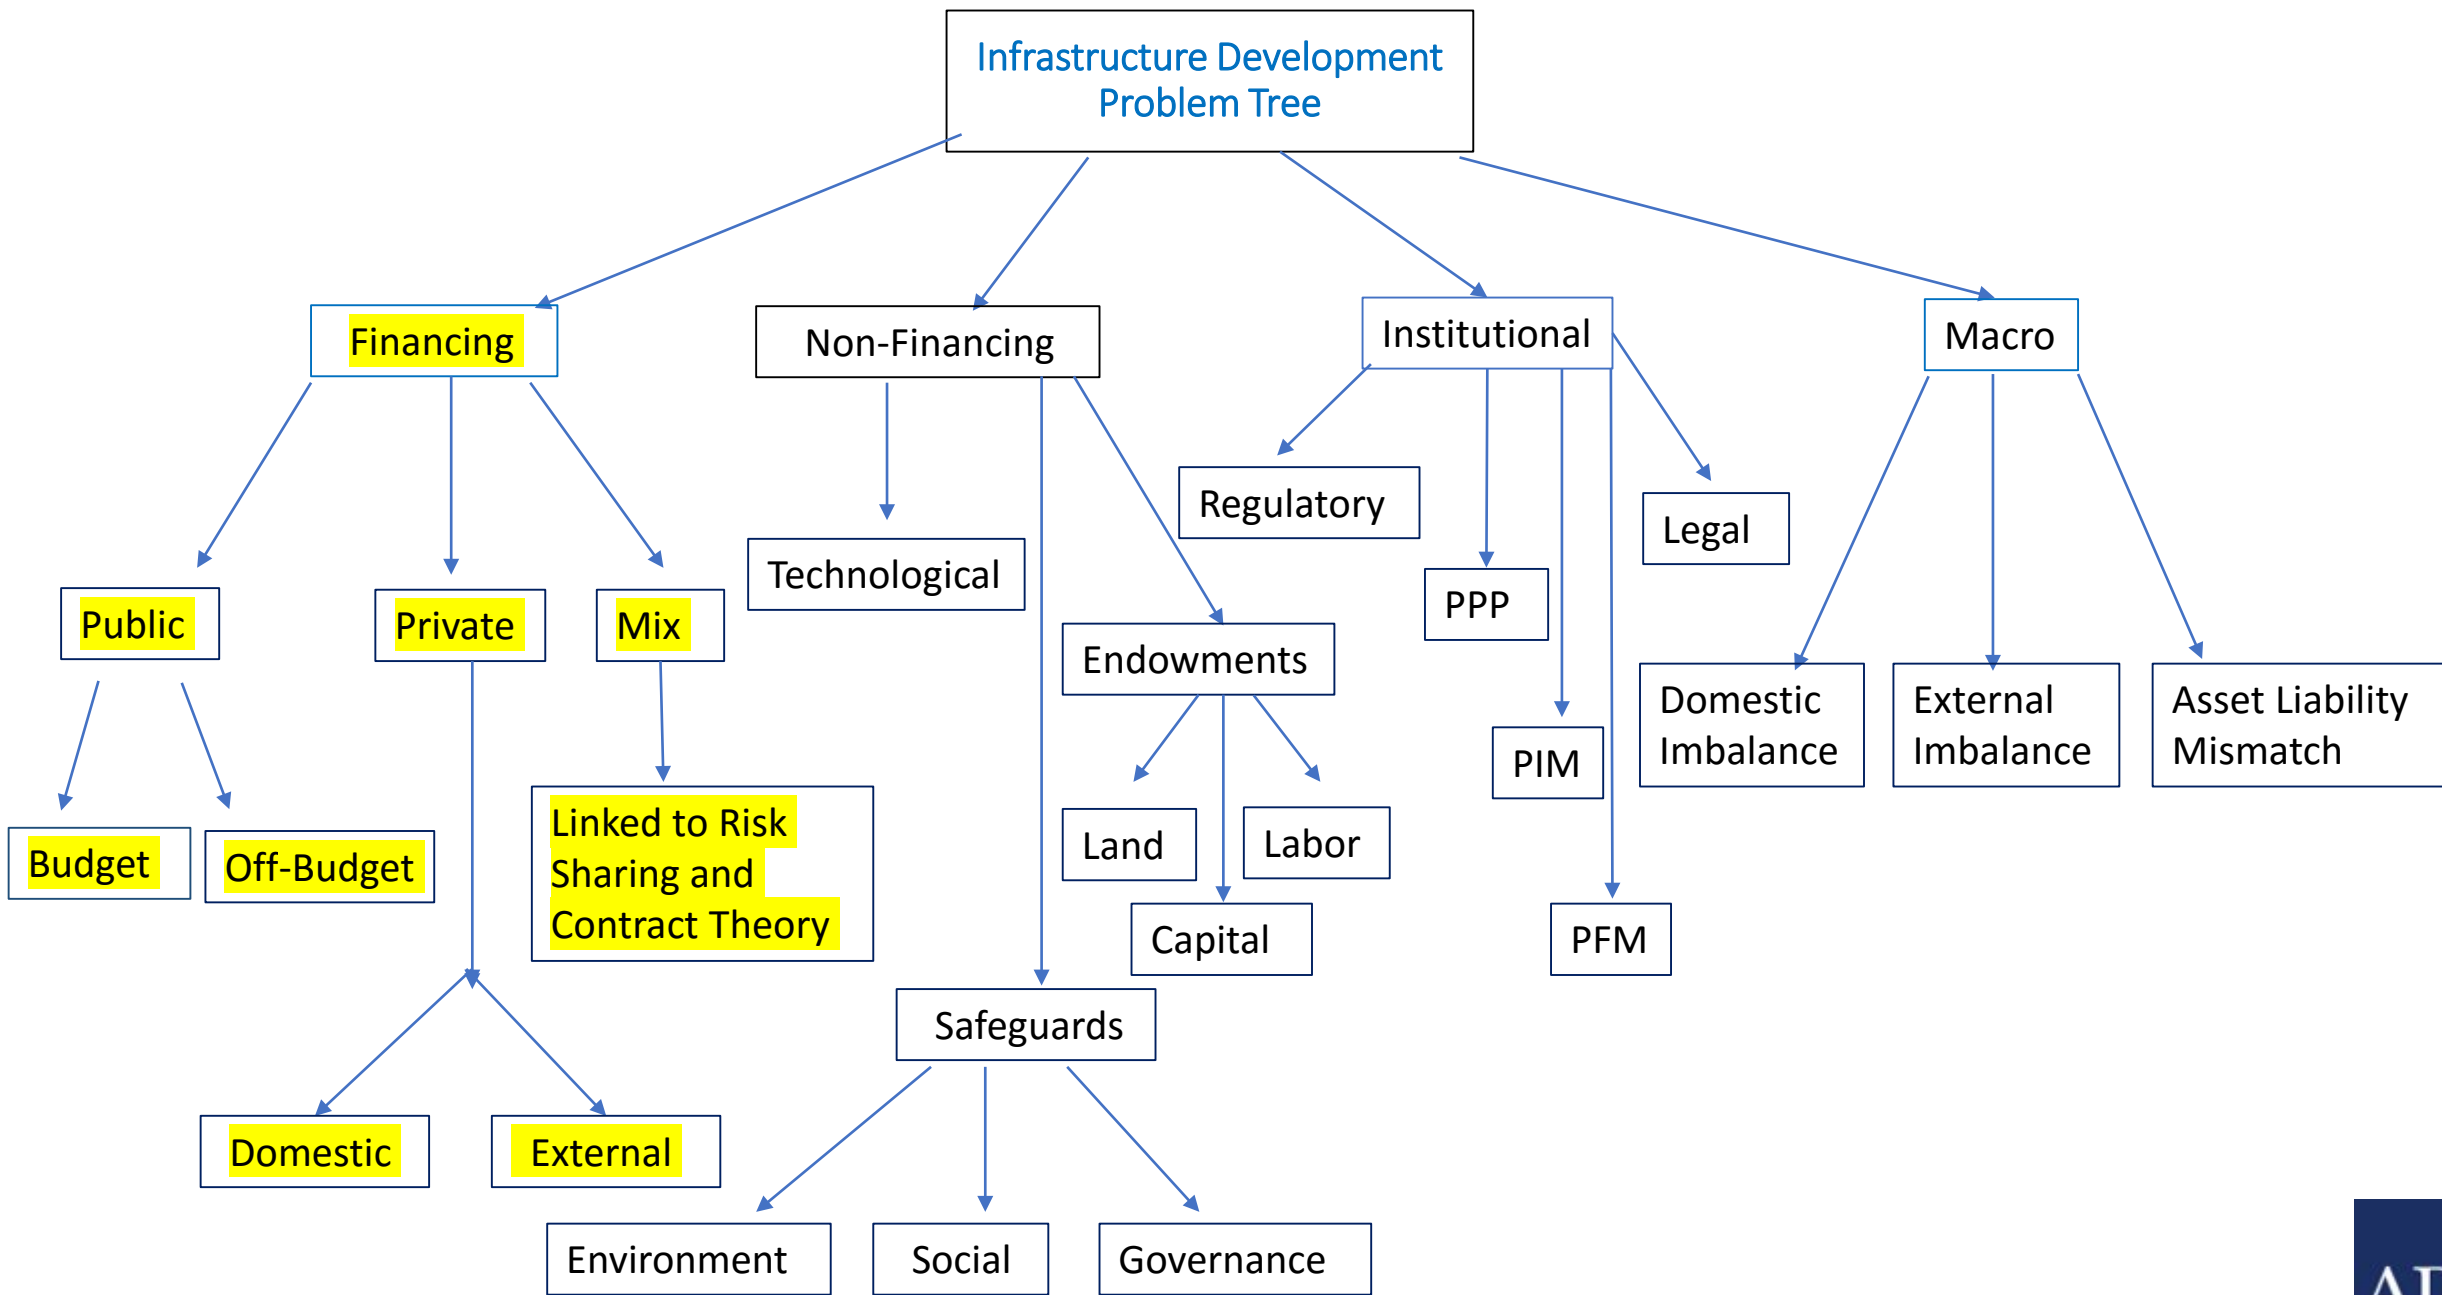 Infrastructure Development
Problem Tree
Financing
Non-Financing
Institutional
Macro
Regulatory
Legal
Technological
PPP
Public
Private
Mix
Endowments
Domestic
Imbalance
External
Imbalance
Asset Liability
Mismatch
PIM
Budget
Off-Budget
Linked to Risk
Sharing and
Contract Theory
Land
Labor
Capital
PFM
Safeguards
Domestic
External
Environment
Social
Governance